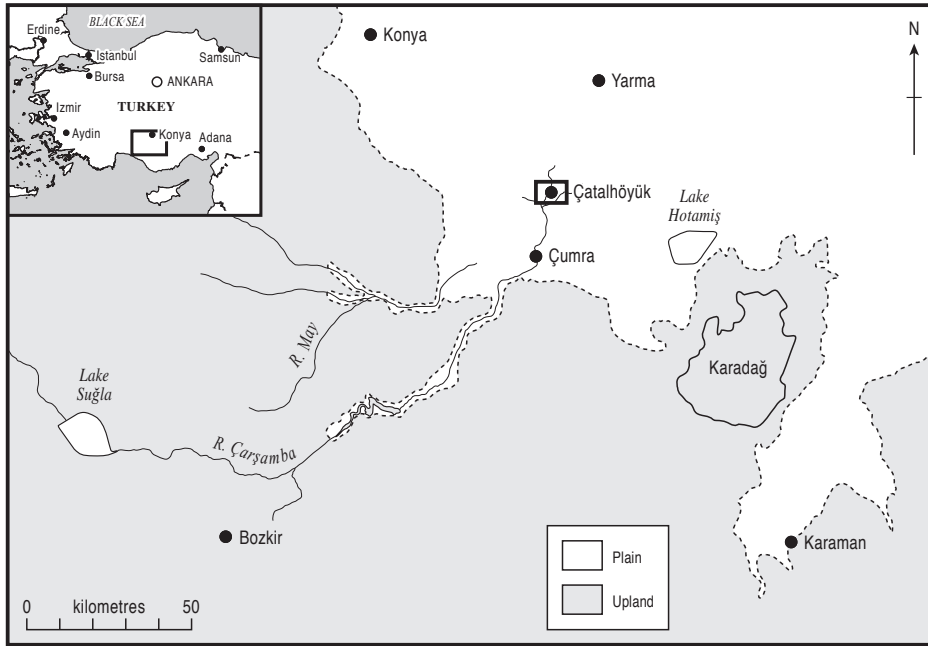 BLACK SEA
Erdine
Istanbul
Samsun
Bursa
ANKARA
TURKEY
Izmir
Aydin
Konya
Adana
Konya
N
Yarma
Çatalhöyük
Lake
Hotamiş
Çumra
R. May
Karadağ
Lake
Suğla
R. Çarşamba
Bozkir
Karaman
Plain
Upland
0 kilometres 50